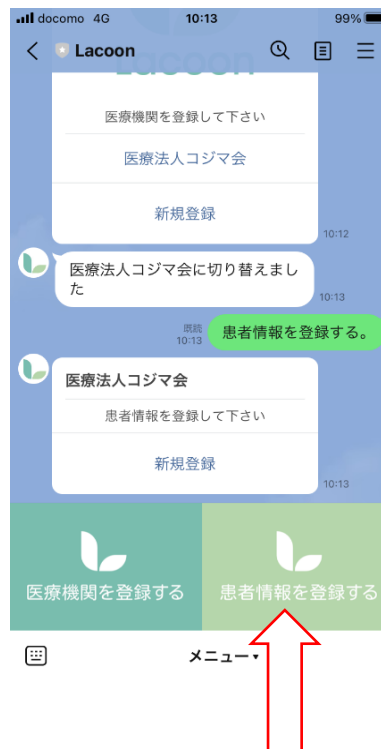 docomo 4G 10:13 99%
Lacoon
Lacoon
医療機関を登録して下さい
医療法人コジマ会
新規登録
10:12
医療法人コジマ会に切り替えまし
た
10:13
既読
10:13
患者情報を登録する。
医療法人コジマ会
患者情報を登録して下さい
新規登録
10:13
医療機関を登録する
患者情報を登録する
メニュー▾